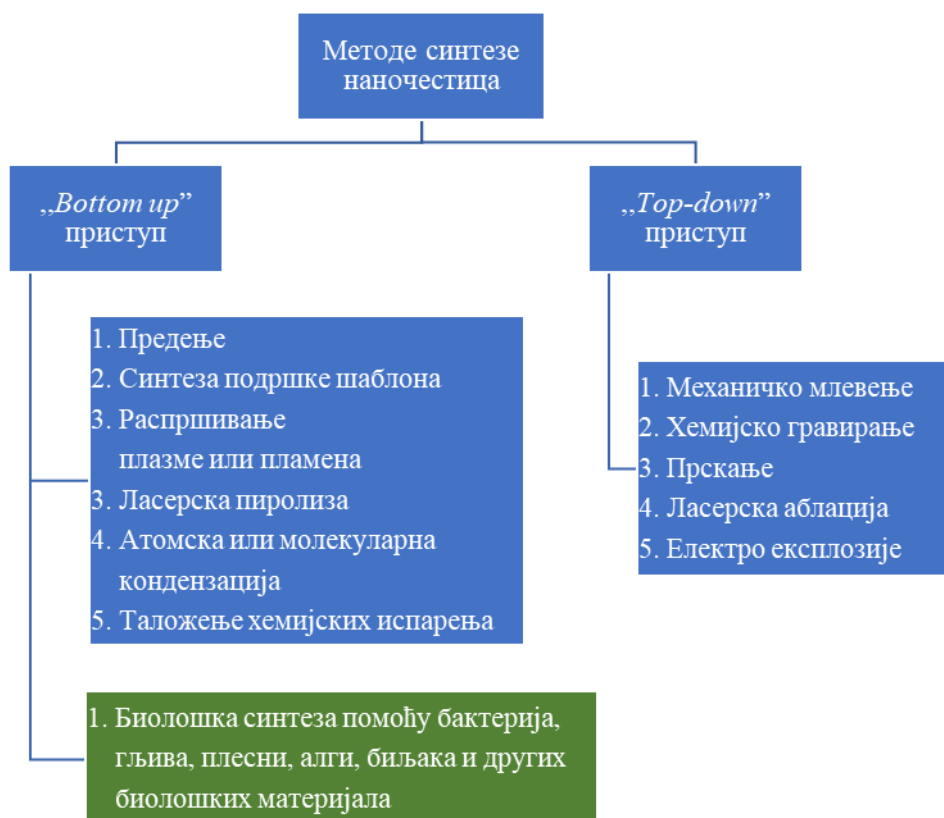 Методе синтезе
наночестица
,,Bottom up”
приступ
,,Top-down”
приступ
1. Предење
2. Синтеза подршке шаблона
3. Распршивање
плазме или пламена
3. Ласерска пиролиза
4. Атомска или молекуларна
кондензација
5. Таложење хемијских испарења
1. Механичко млевење
2. Хемијско гравирање
3. Прскање
4. Ласерска аблација
5. Електро експлозије
1. Биолошка синтеза помоћу бактерија,
гљива, плесни, алги, биљака и других
биолошких материјала